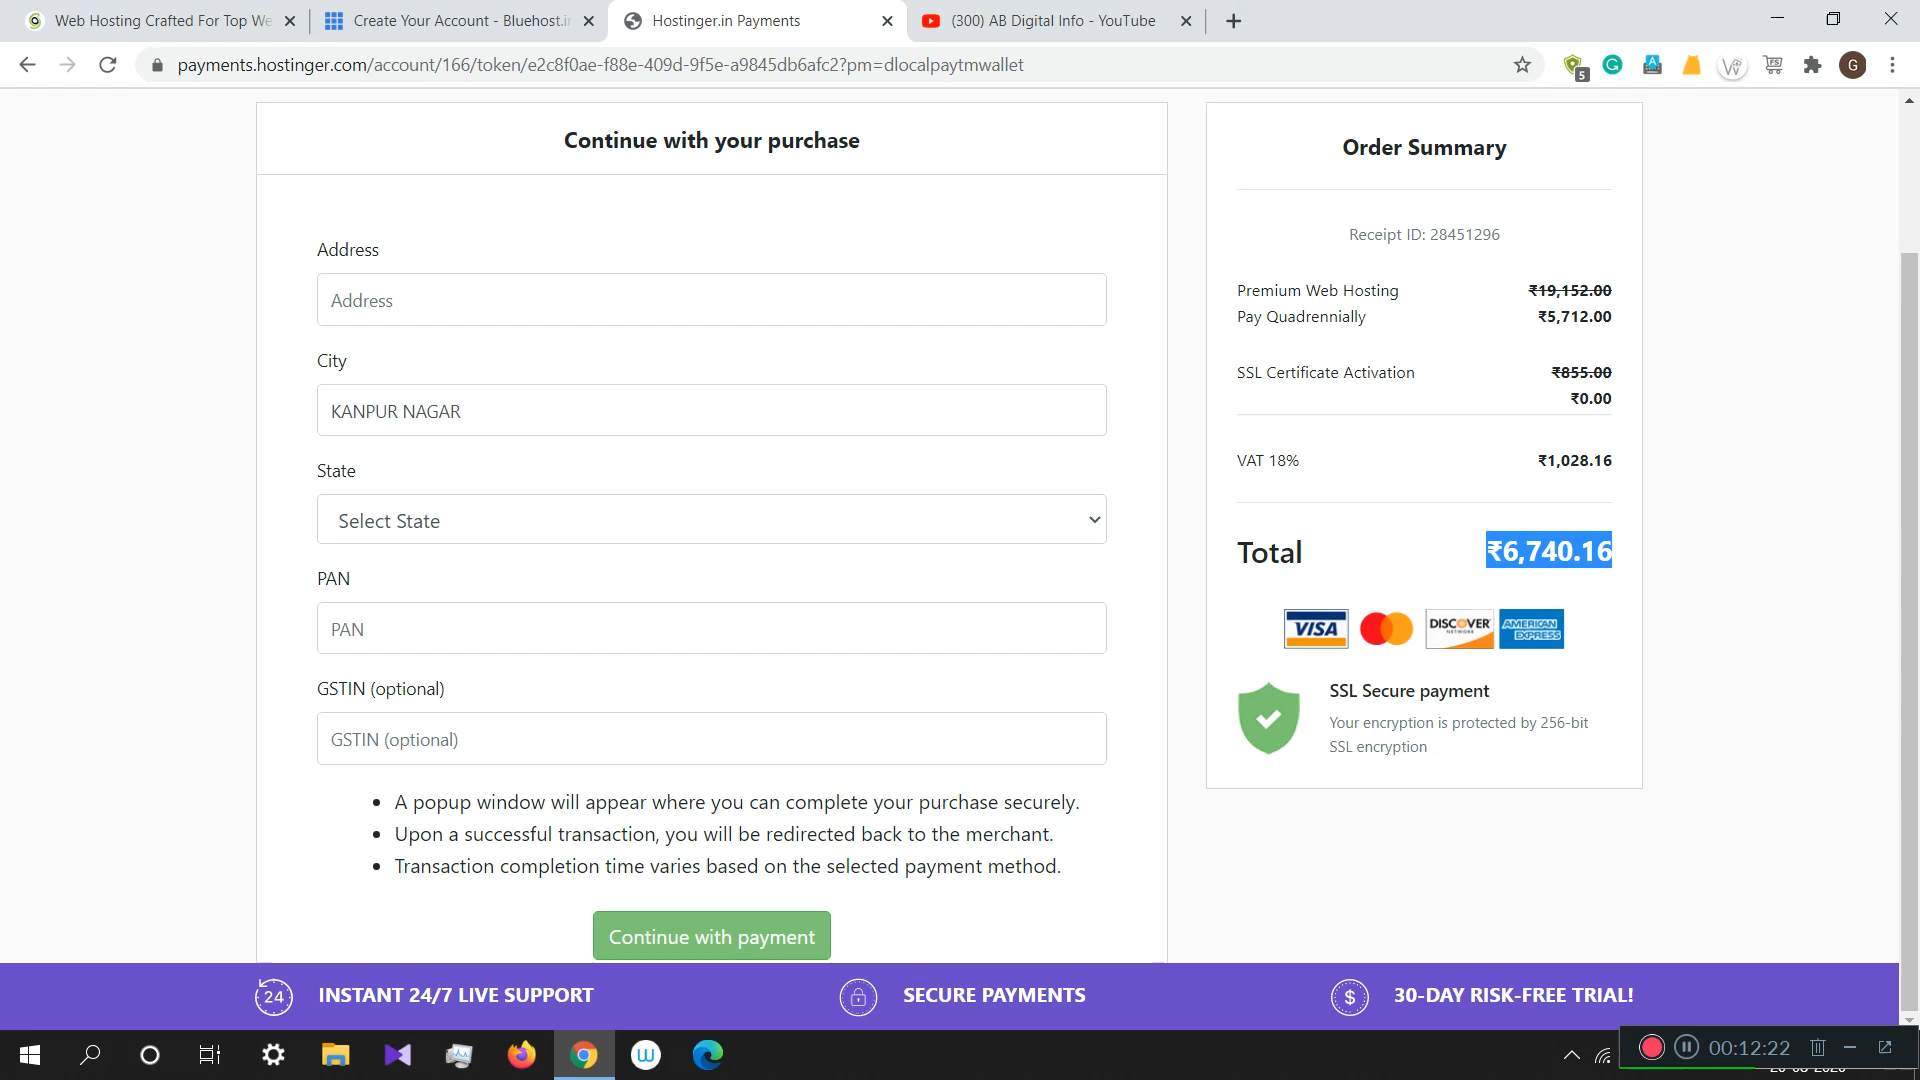 Web Hosting Crafted For Top We
Create Your Account - Bluehost.in
Hostinger.in Payments
(300) AB Digital Info - YouTube
payments.hostinger.com/account/166/token/e2c8f0ae-f88e-409d-9f5e-a9845db6afc2?pm=dlocalpaytmwallet
5
G
Continue with your purchase
Address
Address
City
KANPUR NAGAR
State
Select State
PAN
PAN
GSTIN (optional)
GSTIN (optional)
• A popup window will appear where you can complete your purchase securely.
• Upon a successful transaction, you will be redirected back to the merchant.
• Transaction completion time varies based on the selected payment method.
Continue with payment
Order Summary
Receipt ID: 28451296
Premium Web Hosting ₹19,152.00
Pay Quadrennially ₹5,712.00
SSL Certificate Activation ₹855.00
₹0.00
VAT 18% ₹1,028.16
Total ₹6,740.16
VISA DISCOVER NETWORK AMERICAN EXPRESS
SSL Secure payment
Your encryption is protected by 256-bit
SSL encryption
24 INSTANT 24/7 LIVE SUPPORT
SECURE PAYMENTS
$ 30-DAY RISK-FREE TRIAL!
00:12:22